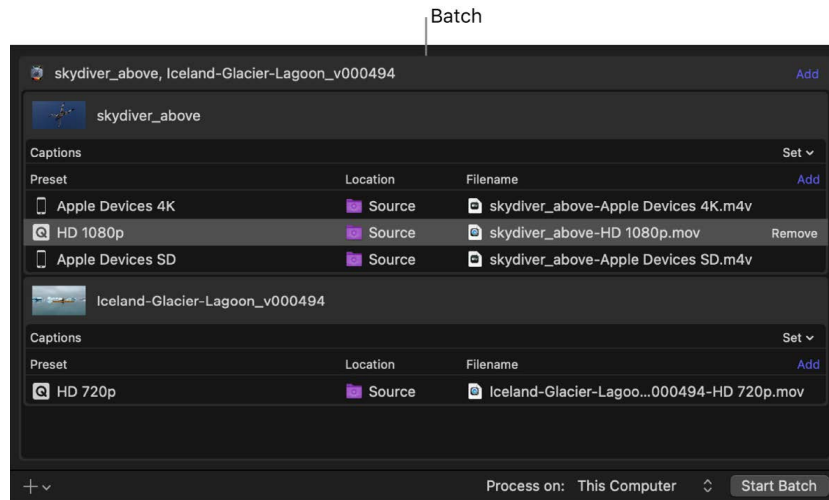 Batch
skydiver_above, Iceland-Glacier-Lagoon_v000494 Add
skydiver_above
Captions Set
Preset Location Filename Add
Apple Devices 4K Source skydiver_above-Apple Devices 4K.m4v
HD 1080p Source skydiver_above-HD 1080p.mov Remove
Apple Devices SD Source skydiver_above-Apple Devices SD.m4v
Iceland-Glacier-Lagoon_v000494
Captions Set
Preset Location Filename Add
HD 720p Source Iceland-Glacier-Lagoo...000494-HD 720p.mov
Process on: This Computer Start Batch